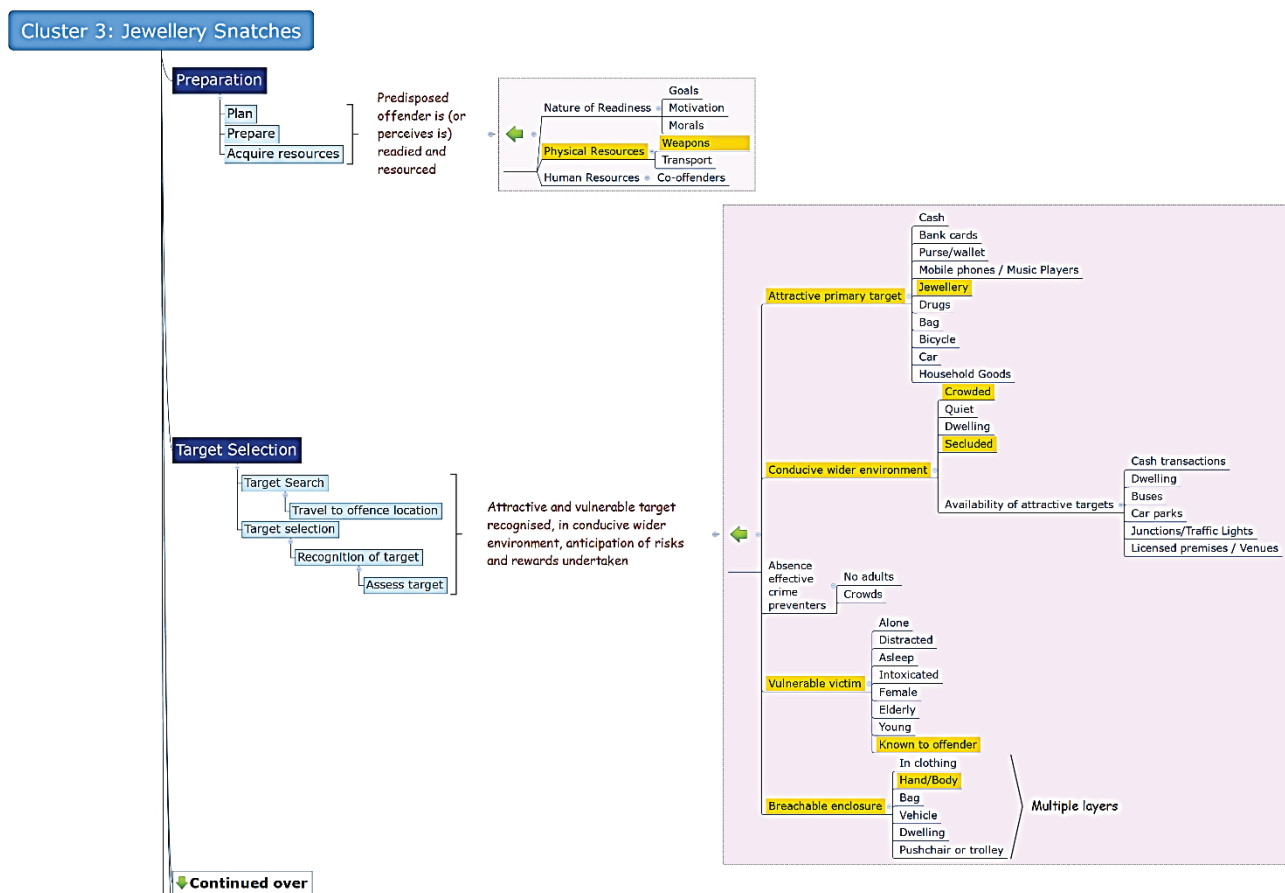 Cluster 3: Jewellery Snatches
Preparation
Plan
Prepare
Acquire resources
Predisposed
offender is (or
perceives is)
readied and
resourced
Nature of Readiness
Goals
Motivation
Morals
Physical Resources
Weapons
Transport
Human Resources
Co-offenders
Target Selection
Target Search
Travel to offence location
Target selection
Recognition of target
Assess target
Attractive and vulnerable target
recognised, in conducive wider
environment, anticipation of risks
and rewards undertaken
Attractive primary target
Cash
Bank cards
Purse/wallet
Mobile phones / Music Players
Jewellery
Drugs
Bag
Bicycle
Car
Household Goods
Conducive wider environment
Crowded
Quiet
Dwelling
Secluded
Availability of attractive targets
Cash transactions
Dwelling
Buses
Car parks
Junctions/Traffic Lights
Licensed premises / Venues
Absence
effective
crime
preventers
No adults
Crowds
Vulnerable victim
Alone
Distracted
Asleep
Intoxicated
Female
Elderly
Young
Known to offender
Breachable enclosure
In clothing
Hand/Body
Bag
Vehicle
Dwelling
Pushchair or trolley
Multiple layers
Continued over